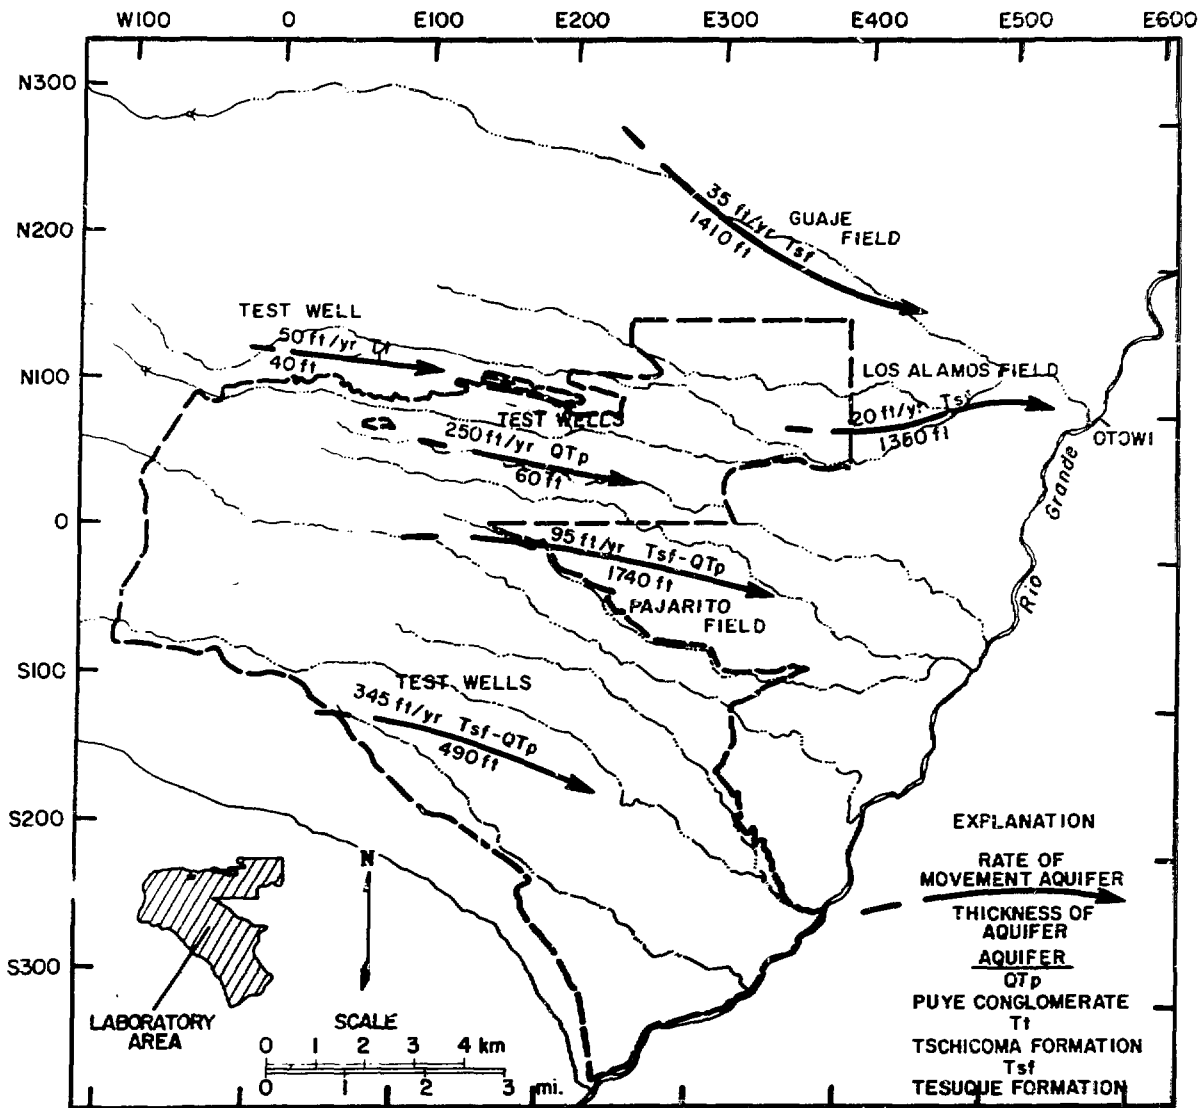 W100 0 E100 E200 E300 E400 E500 E600
N300
N200
N100
0
S10C
S200
S300
35 ft/yr Tsf
1410 ft
GUAJE
FIELD
TEST WELL
50 ft/yr Tt
40 ft
LOS ALAMOS FIELD
20 ft/yr Tsf
1360 ft
OTOWI
TEST WELLS
250 ft/yr QTp
60 ft
Rio Grande
95 ft/yr Tsf-QTp
1740 ft
PAJARITO
FIELD
TEST WELLS
345 ft/yr Tsf-QTp
490 ft
N
LABORATORY
AREA
SCALE
0 1 2 3 4 km
0 1 2 3 mi.
EXPLANATION
RATE OF
MOVEMENT AQUIFER
THICKNESS OF
AQUIFER
AQUIFER
QTp
PUYE CONGLOMERATE
Tt
TSCHICOMA FORMATION
Tsf
TESUQUE FORMATION